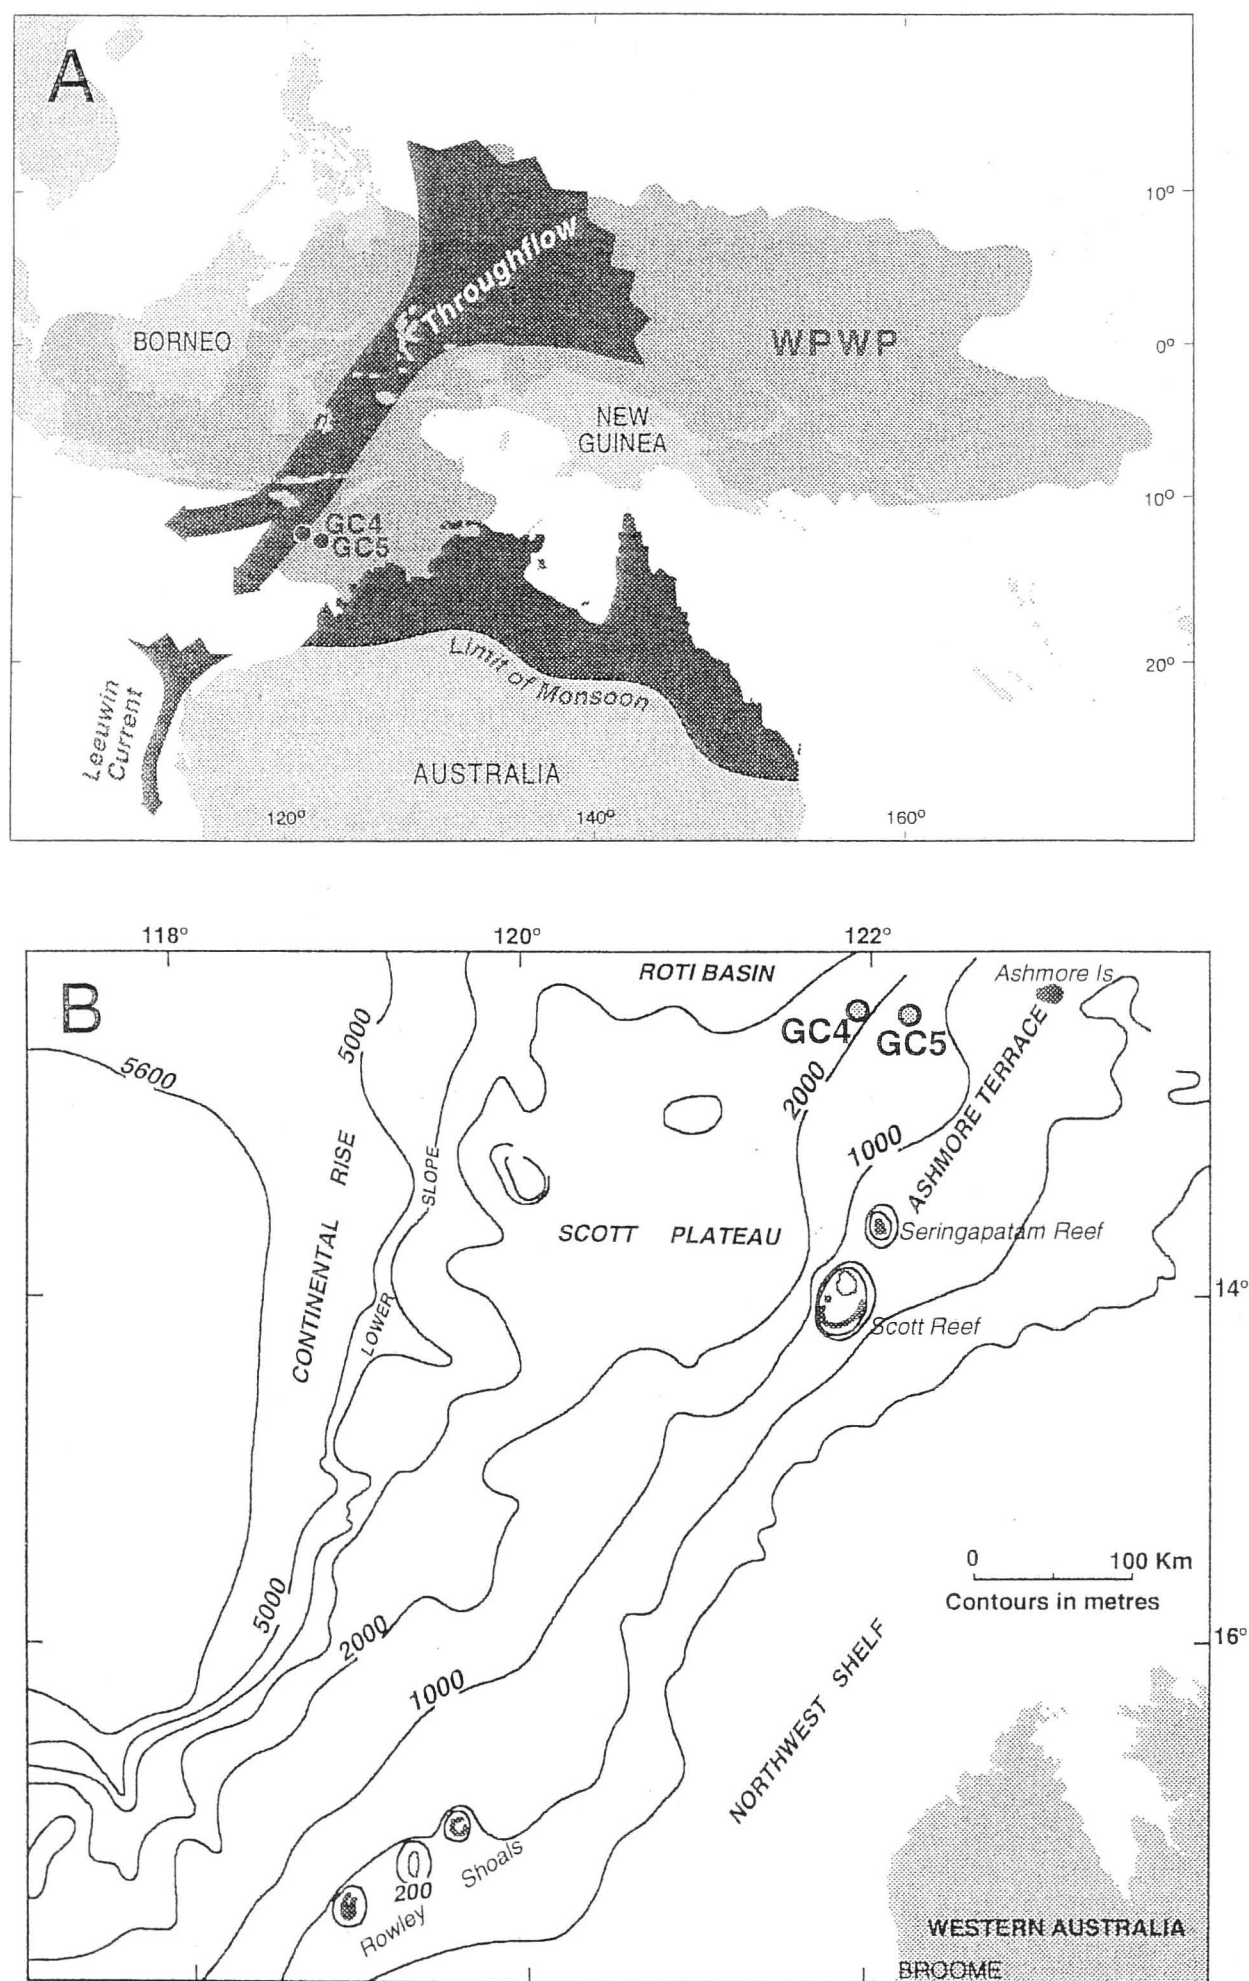 A
10°
Throughflow
BORNEO
WPWP
0°
NEW
GUINEA
10°
GC4
GC5
Limit of Monsoon
20°
Leeuwin
Current
AUSTRALIA
120°
140°
160°
118°
120°
122°
B
ROTI BASIN
Ashmore Is
GC4
GC5
5000
5600
2000
1000
ASHMORE TERRACE
CONTINENTAL RISE
SLOPE
SCOTT PLATEAU
Seringapatam Reef
14°
LOWER
Scott Reef
0 100 Km
Contours in metres
5000
2000
16°
1000
NORTHWEST SHELF
Shoals
200
Rowley
WESTERN AUSTRALIA
BROOME